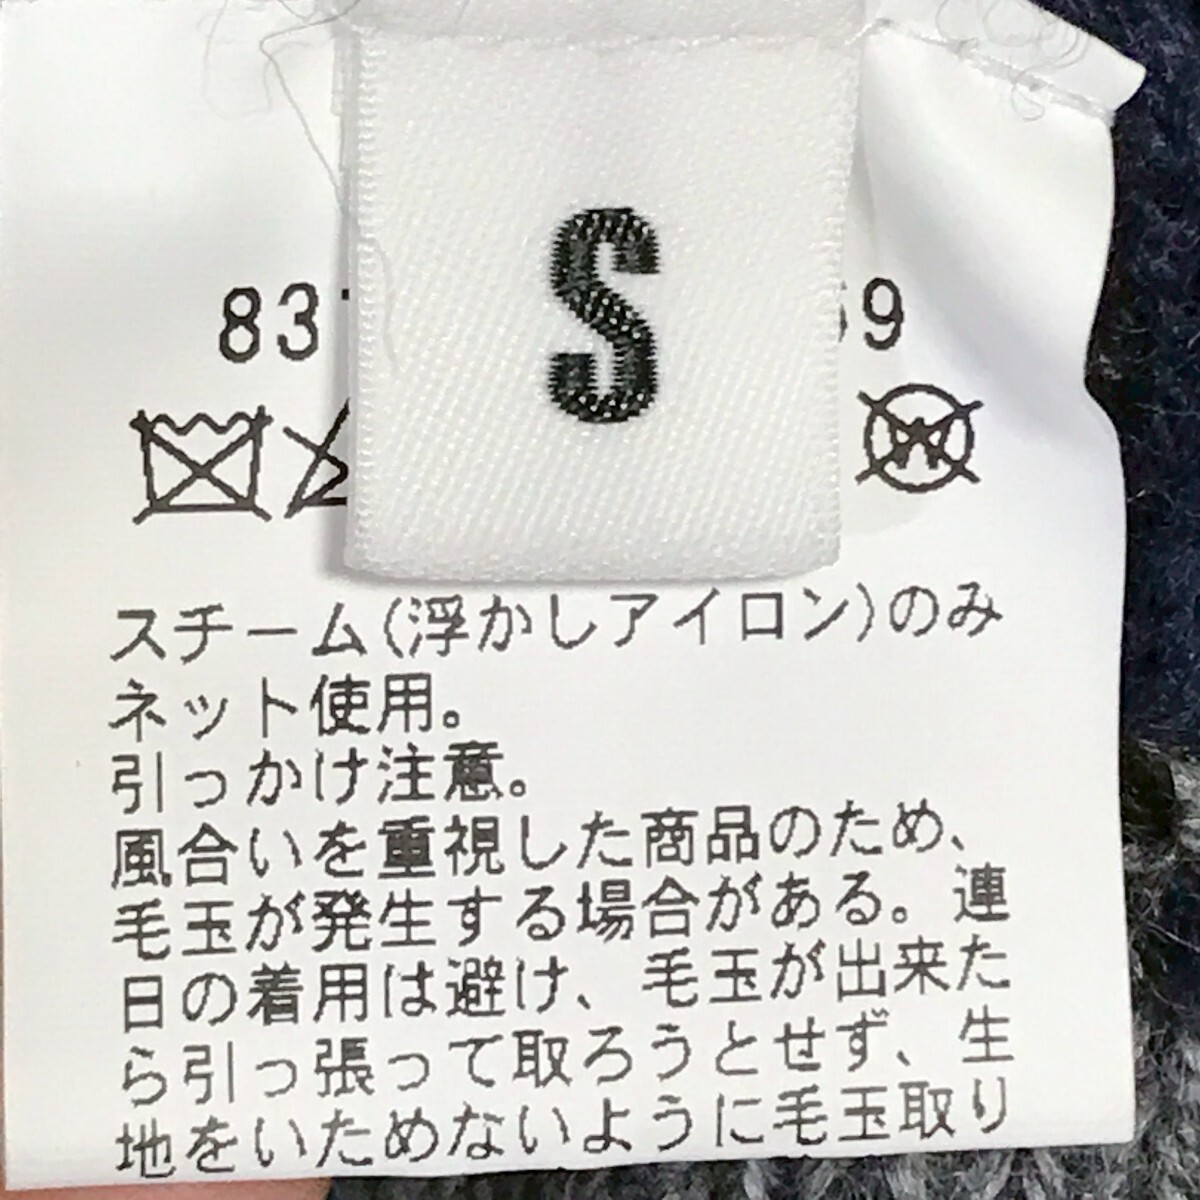 S
スチーム(浮かしアイロン)のみ
ネット使用。
引っかけ注意。
風合いを重視した商品のため、
毛玉が発生する場合がある。連
日の着用は避け、毛玉が出来た
ら引っ張って取ろうとせず、生
地をいためないように毛玉取り